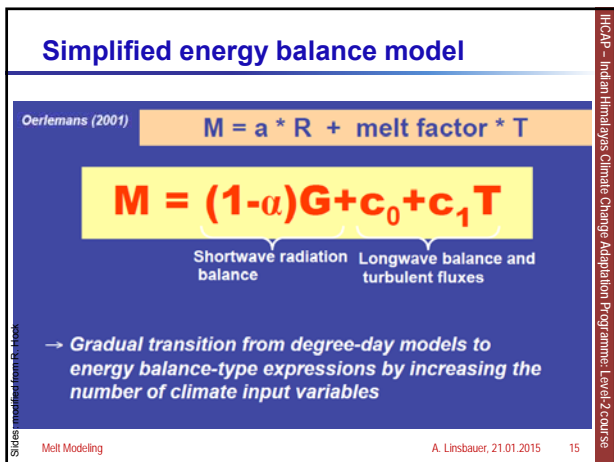 Simplified energy balance model
Oerlemans (2001)
M = a * R + melt factor * T
M = (1-α)G+c₀+c₁T
Shortwave radiation balance
Longwave balance and turbulent fluxes
→ Gradual transition from degree-day models to
energy balance-type expressions by increasing the
number of climate input variables
Slides: modified from R. Hock
Melt Modeling
A. Linsbauer, 21.01.2015
15
IHCAP – Indian Himalayas Climate Change Adaptation Programme: Level-2 course